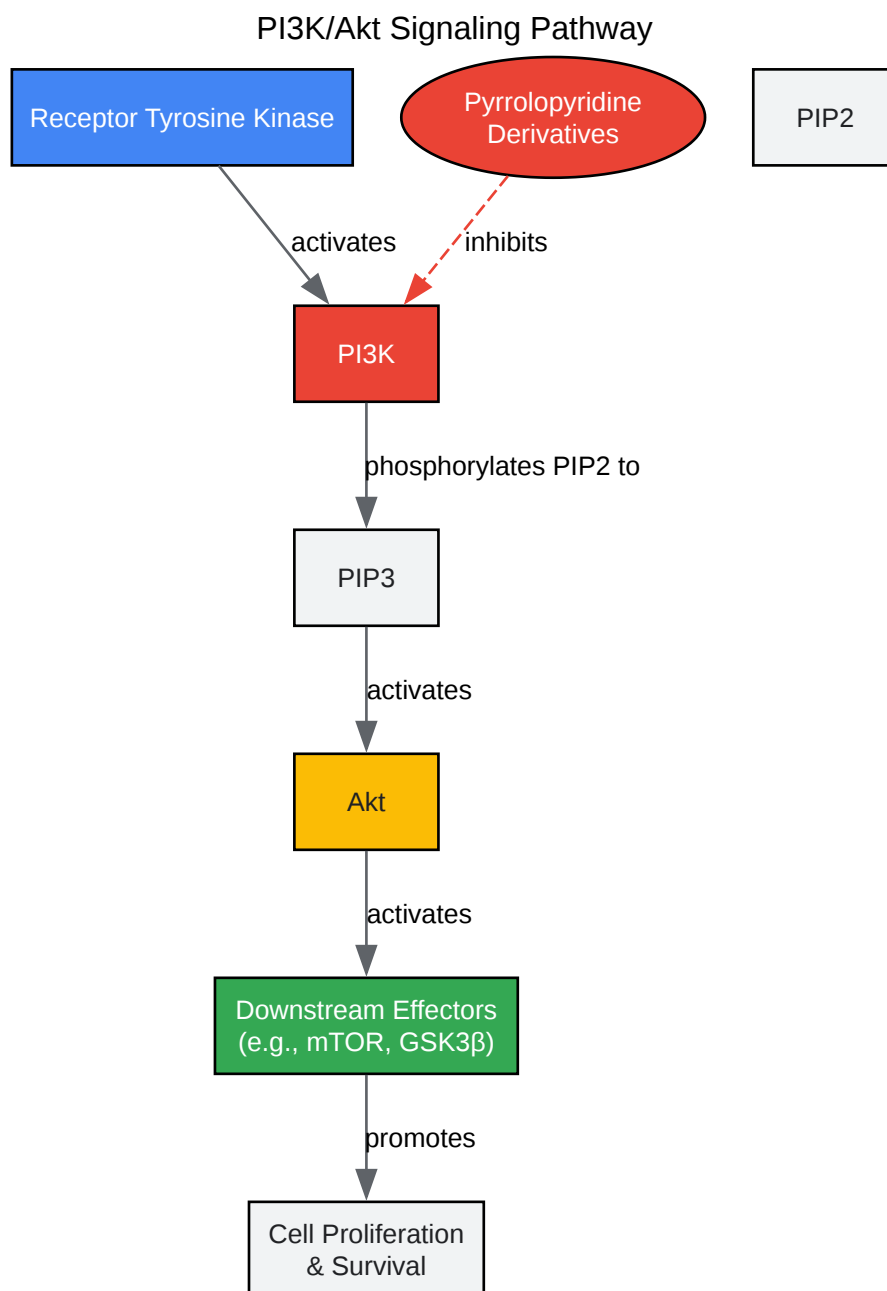 PI3K/Akt Signaling Pathway
Receptor Tyrosine Kinase
Pyrrolopyridine
Derivatives
PIP2
activates
inhibits
PI3K
phosphorylates PIP2 to
PIP3
activates
Akt
activates
Downstream Effectors
(e.g., mTOR, GSK3β)
promotes
Cell Proliferation
& Survival